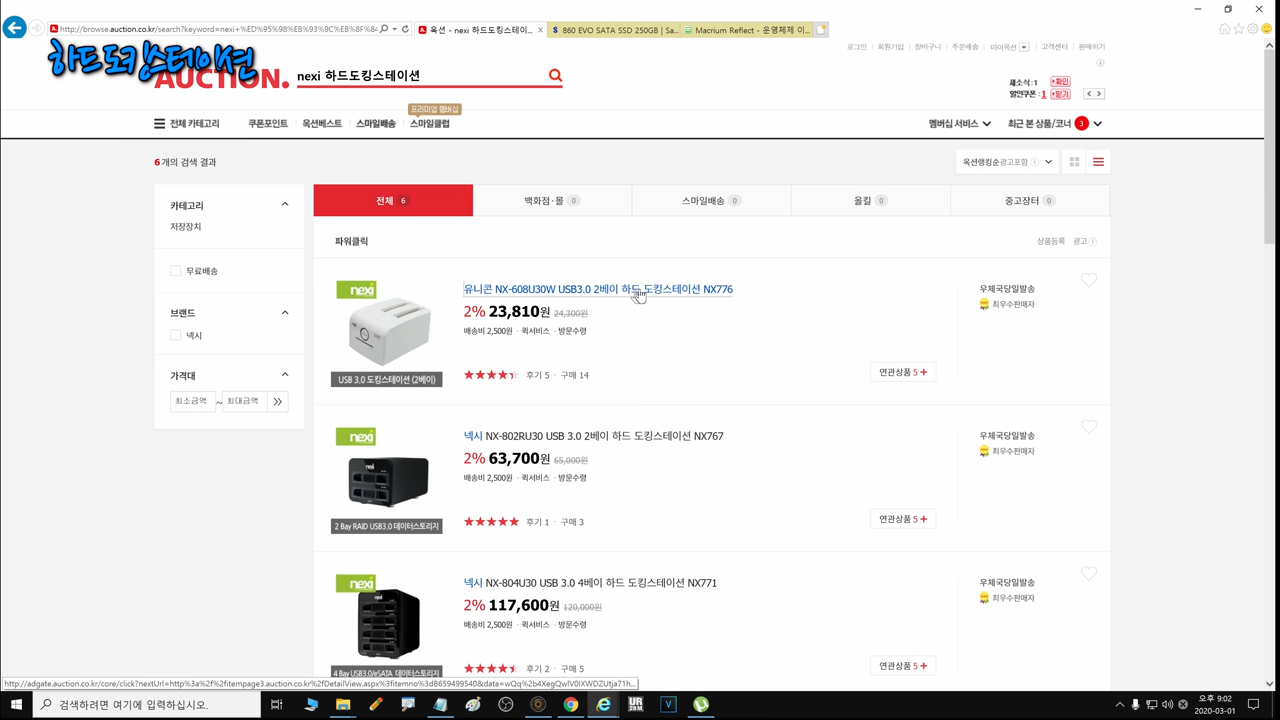 http://browse.auction.co.kr/search?keyword=nexi+%ED%95%98%EB%93%9C%EB%8F%84
옥션 - nexi 하드도킹스테이...
860 EVO SATA SSD 250GB | Sa...
Macrium Reflect - 운영체제 이...
하드도킹스테이션
AUCTION.
nexi 하드도킹스테이션
로그인
회원가입
장바구니
주문배송
마이옥션
고객센터
판매하기
새소식 : 1
확인
할인쿠폰 : 1
받기
프리미엄 멤버십
전체 카테고리
쿠폰포인트
옥션베스트
스마일배송
스마일클럽
멤버십 서비스
최근 본 상품/코너 3
6개의 검색 결과
옥션랭킹순 광고포함
카테고리
저장장치
무료배송
브랜드
넥시
가격대
최소금액 ~ 최대금액
전체 6
백화점·몰 0
스마일배송 0
올킬 0
중고장터 0
파워클릭
상품등록
광고
nexi
USB 3.0 도킹스테이션 (2베이)
유니콘 NX-608U30W USB3.0 2베이 하드 도킹스테이션 NX776
2% 23,810원 24,300원
배송비 2,500원 · 퀵서비스 · 방문수령
후기 5 · 구매 14
연관상품 5 +
우체국당일발송
최우수판매자
nexi
nexi
2 Bay RAID USB3.0 데이터스토리지
넥시 NX-802RU30 USB 3.0 2베이 하드 도킹스테이션 NX767
2% 63,700원 65,000원
배송비 2,500원 · 퀵서비스 · 방문수령
후기 1 · 구매 3
연관상품 5 +
우체국당일발송
최우수판매자
nexi
4 Bay USB3.0/eSATA 데이터스토리지
넥시 NX-804U30 USB 3.0 4베이 하드 도킹스테이션 NX771
2% 117,600원 120,000원
배송비 2,500원 · 퀵서비스 · 방문수령
후기 2 · 구매 5
연관상품 5 +
우체국당일발송
최우수판매자
검색하려면 여기에 입력하십시오.
오후 9:02
2020-03-01